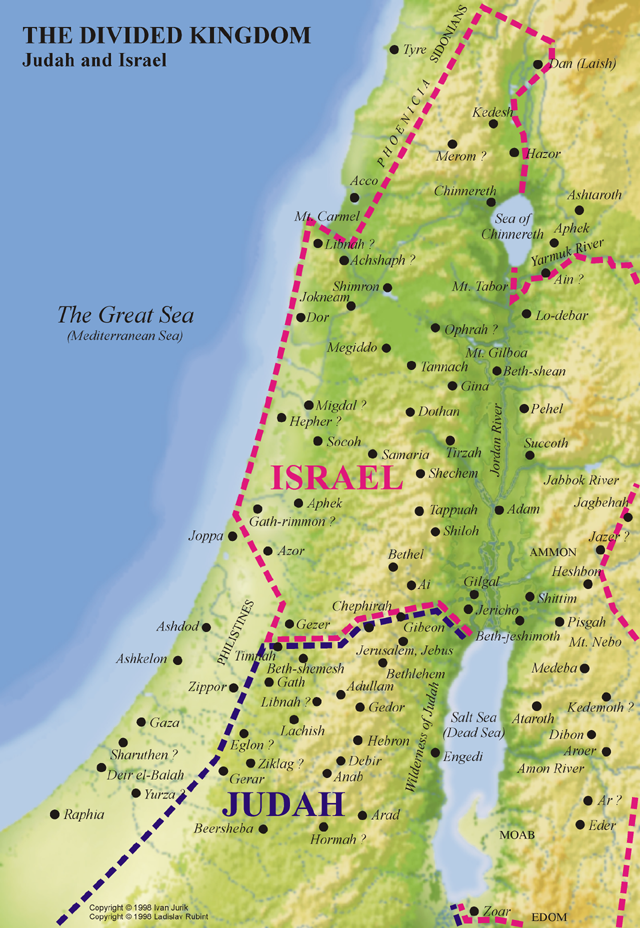 THE DIVIDED KINGDOM
Judah and Israel
Tyre
SIDONIANS
PHOENICIA
Dan (Laish)
Kedesh
Merom ?
Hazor
Acco
Chinnereth
Ashtaroth
Mt. Carmel
Sea of
Chinnereth
Aphek
Libnah ?
Achshaph ?
Yarmuk River
Ain ?
Shimron
Mt. Tabor
Jokneam
Dor
Lo-debar
The Great Sea
(Mediterranean Sea)
Ophrah ?
Megiddo
Mt. Gilboa
Tannach
Beth-shean
Gina
Migdal ?
Hepher ?
Dothan
Jordan River
Pehel
Socoh
Samaria
Tirzah
Succoth
ISRAEL
Shechem
Jabbok River
Jagbehah
Aphek
Gath-rimmon ?
Tappuah
Adam
Joppa
Shiloh
Jazer ?
Azor
Bethel
AMMON
Heshbon
Ai
Gilgal
Shittim
Chephirah
Jericho
Ashdod
PHILISTINES
Gezer
Gibeon
Pisgah
Beth-jeshimoth
Mt. Nebo
Timnah
Jerusalem, Jebus
Ashkelon
Beth-shemesh
Bethlehem
Medeba
Zippor
Gath
Adullam
Libnah ?
Gedor
Wilderness of Judah
Kedemoth ?
Ataroth
Gaza
Lachish
Salt Sea
(Dead Sea)
Dibon
Eglon ?
Hebron
Aroer
Sharuthen ?
Ziklag ?
Debir
Engedi
Amon River
Deir el-Balah
Gerar
Anab
Yurza ?
JUDAH
Ar ?
Raphia
Arad
Eder
Beersheba
Hormah ?
MOAB
Zoar
EDOM
Copyright © 1998 Ivan Jurik
Copyright © 1998 Ladislav Rubint